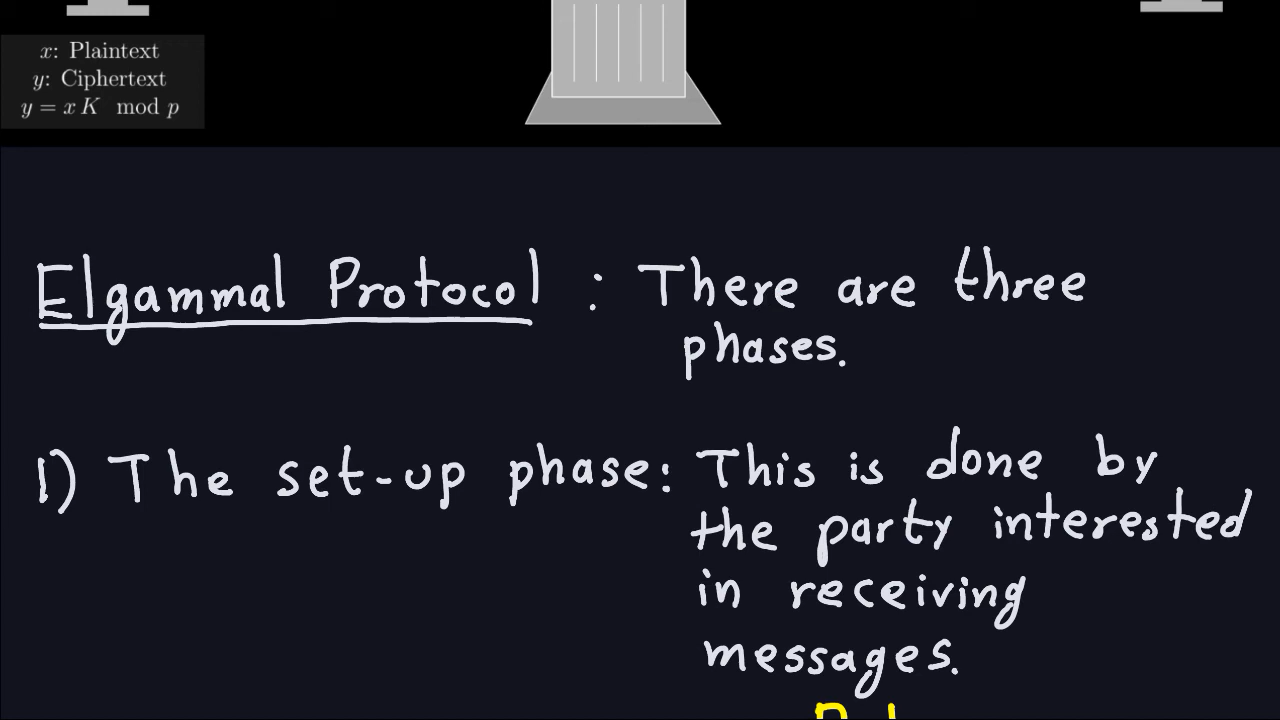 x: Plaintext
y: Ciphertext
y = x K mod p
Elgammal Protocol : There are three
phases.
1) The set-up phase: This is done by
the party interested
in receiving
messages.